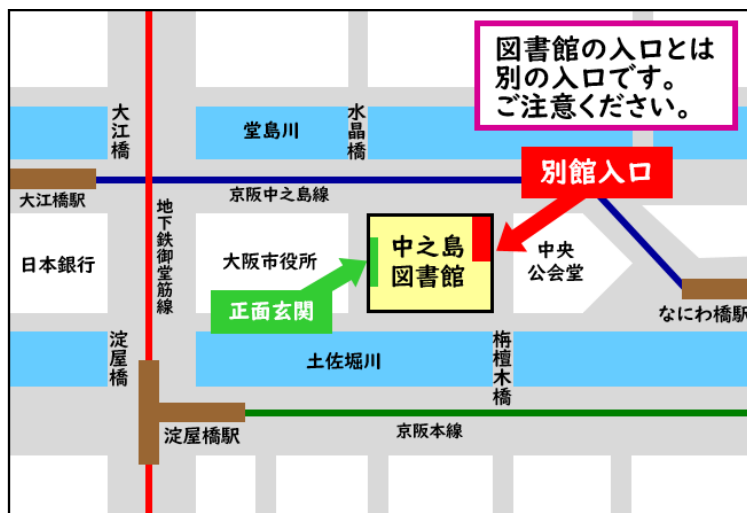 図書館の入口とは
別の入口です。
ご注意ください。
大江橋
堂島川
水晶橋
別館入口
大江橋駅
京阪中之島線
地下鉄御堂筋線
日本銀行
大阪市役所
中之島
図書館
中央
公会堂
正面玄関
なにわ橋駅
淀屋橋
土佐堀川
栴檀木橋
淀屋橋駅
京阪本線